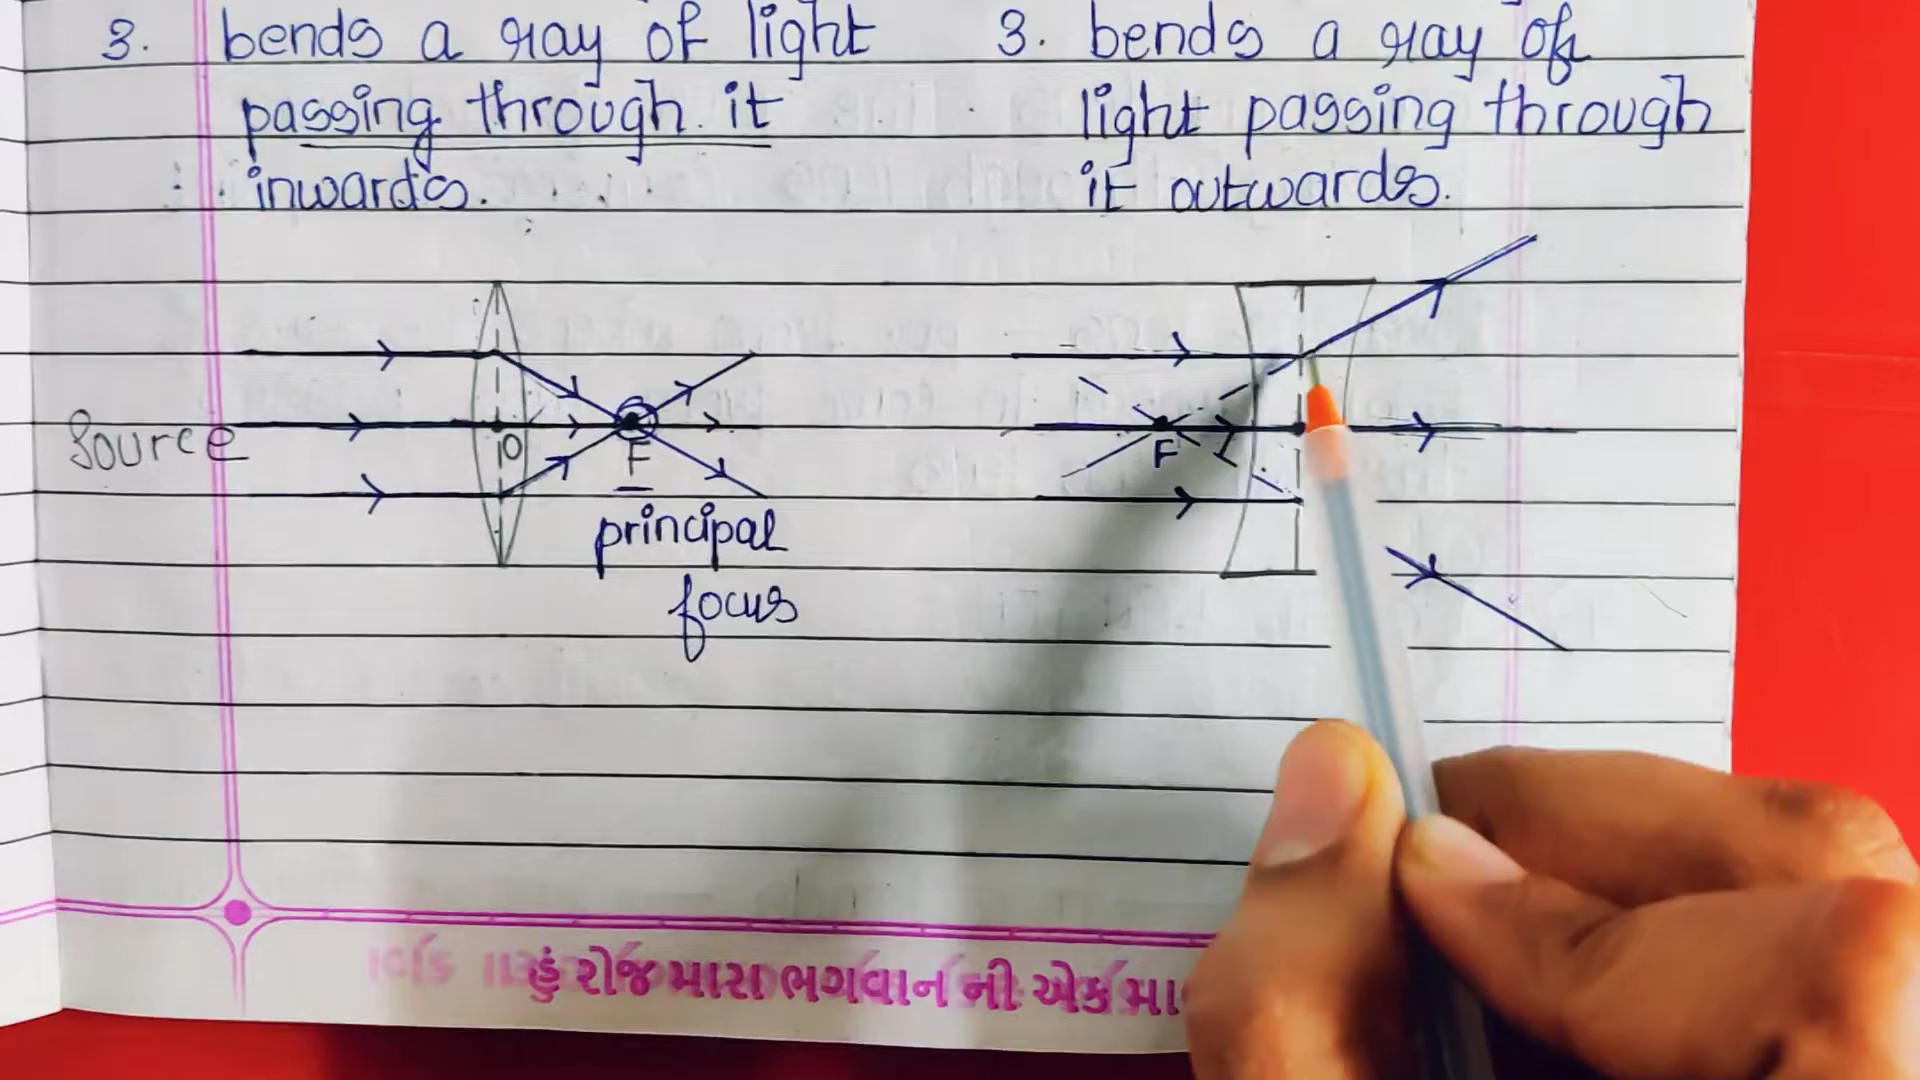 3. bends a ray of light
passing through it
inwards.
3. bends a ray of
light passing through
it outwards.
Source
O
F
principal
focus
F
હું રોજ મારા ભગવાન ની એક મા